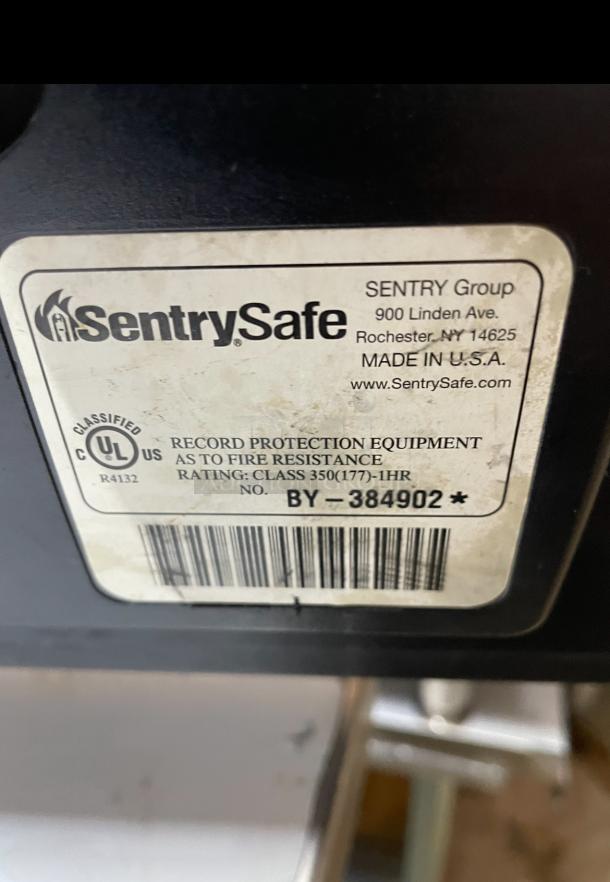 SentrySafe®
SENTRY Group
900 Linden Ave.
Rochester, NY 14625
MADE IN U.S.A.
www.SentrySafe.com
CLASSIFIED
C UL® US
R4132
RECORD PROTECTION EQUIPMENT
AS TO FIRE RESISTANCE
RATING: CLASS 350(177)-1HR
NO. BY-384902*